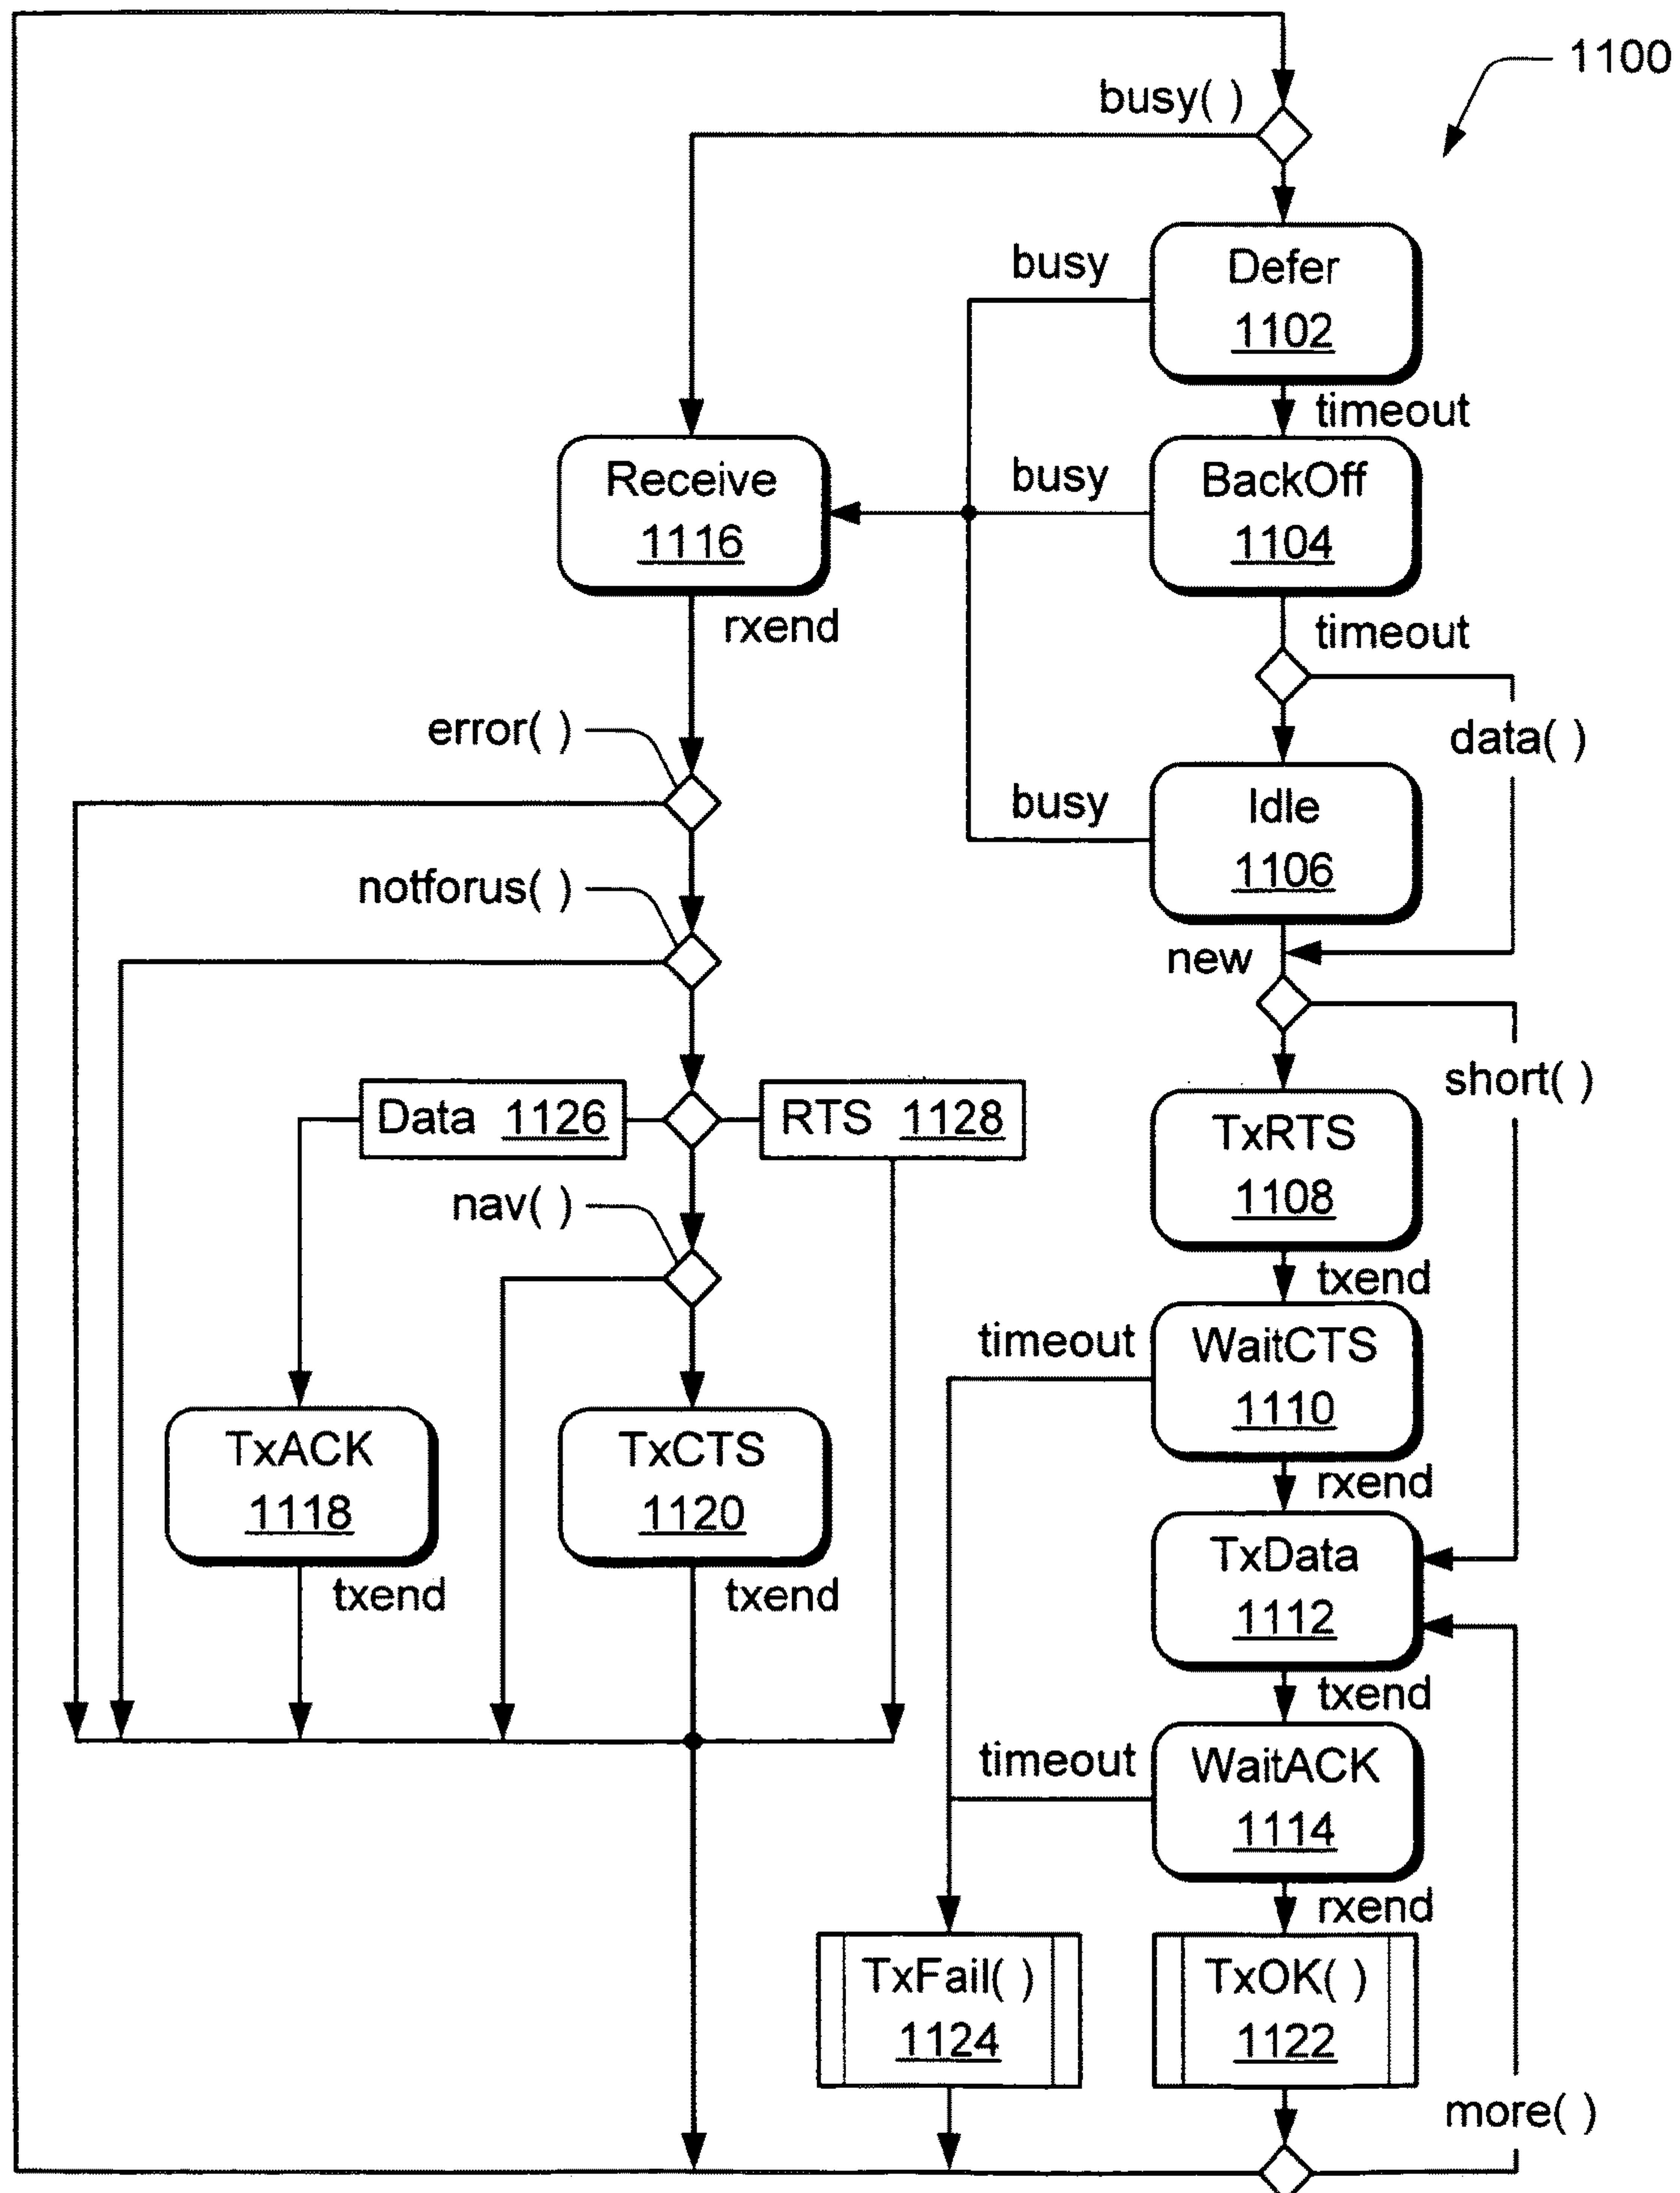 1100
busy( )
Defer
1102
busy
timeout
Receive
1116
busy
BackOff
1104
rxend
timeout
error( )
data( )
busy
Idle
1106
notforus( )
new
short( )
Data 1126
RTS 1128
TxRTS
1108
nav( )
txend
timeout
WaitCTS
1110
TxACK
1118
TxCTS
1120
rxend
txend
txend
TxData
1112
txend
timeout
WaitACK
1114
rxend
TxFail( )
1124
TxOK( )
1122
more( )